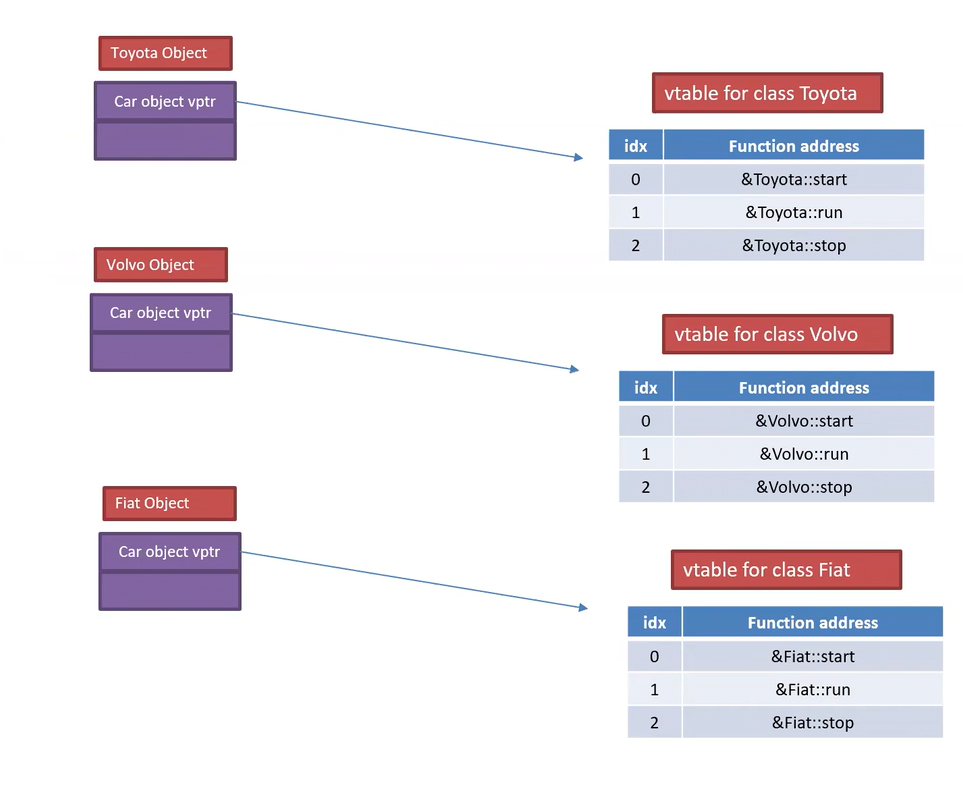 Toyota Object
Car object vptr
vtable for class Toyota
idx Function address
0 &Toyota::start
1 &Toyota::run
2 &Toyota::stop
Volvo Object
Car object vptr
vtable for class Volvo
idx Function address
0 &Volvo::start
1 &Volvo::run
2 &Volvo::stop
Fiat Object
Car object vptr
vtable for class Fiat
idx Function address
0 &Fiat::start
1 &Fiat::run
2 &Fiat::stop